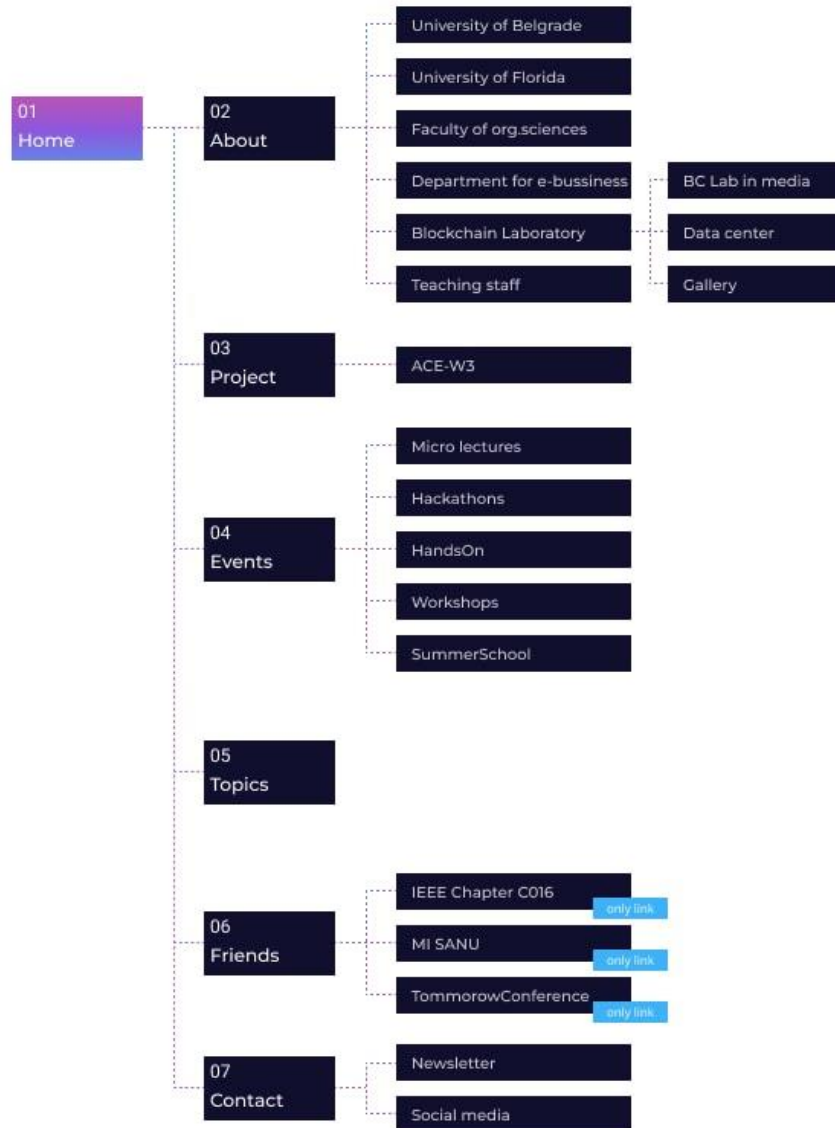 01
Home
02
About
University of Belgrade
University of Florida
Faculty of org.sciences
Department for e-bussiness
Blockchain Laboratory
BC Lab in media
Data center
Gallery
Teaching staff
03
Project
ACE-W3
04
Events
Micro lectures
Hackathons
HandsOn
Workshops
SummerSchool
05
Topics
06
Friends
IEEE Chapter C016
only link
MI SANU
only link
TommorowConference
only link
07
Contact
Newsletter
Social media